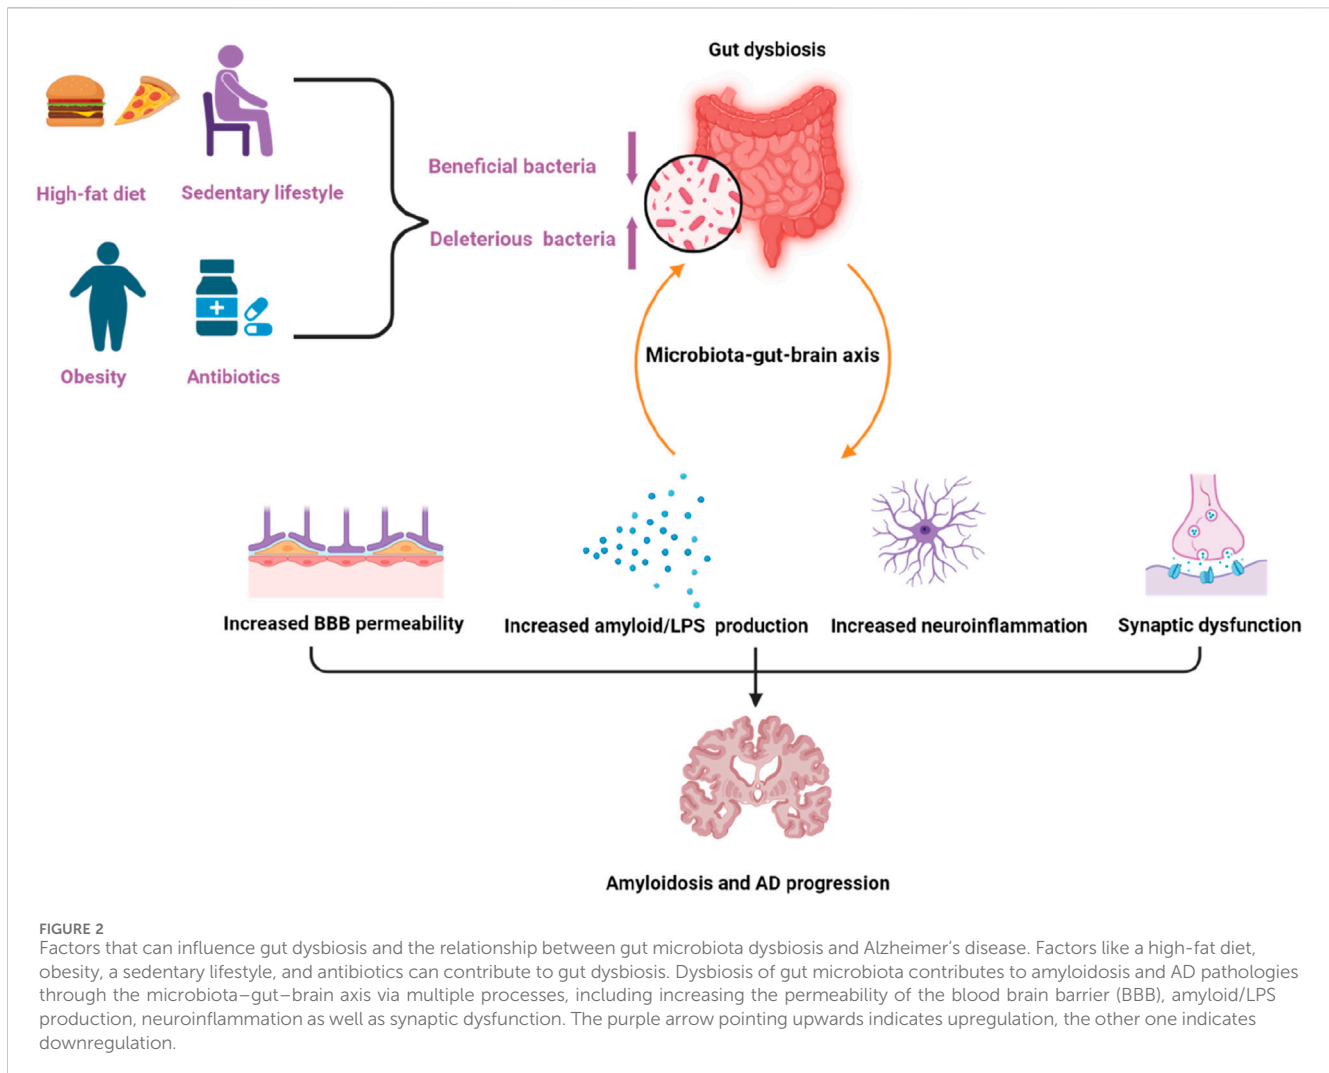 Gut dysbiosis
High-fat diet
Sedentary lifestyle
Beneficial bacteria
Deleterious bacteria
Obesity
Antibiotics
Microbiota-gut-brain axis
Increased BBB permeability
Increased amyloid/LPS production
Increased neuroinflammation
Synaptic dysfunction
Amyloidosis and AD progression
FIGURE 2
Factors that can influence gut dysbiosis and the relationship between gut microbiota dysbiosis and Alzheimer's disease. Factors like a high-fat diet,
obesity, a sedentary lifestyle, and antibiotics can contribute to gut dysbiosis. Dysbiosis of gut microbiota contributes to amyloidosis and AD pathologies
through the microbiota–gut–brain axis via multiple processes, including increasing the permeability of the blood brain barrier (BBB), amyloid/LPS
production, neuroinflammation as well as synaptic dysfunction. The purple arrow pointing upwards indicates upregulation, the other one indicates
downregulation.